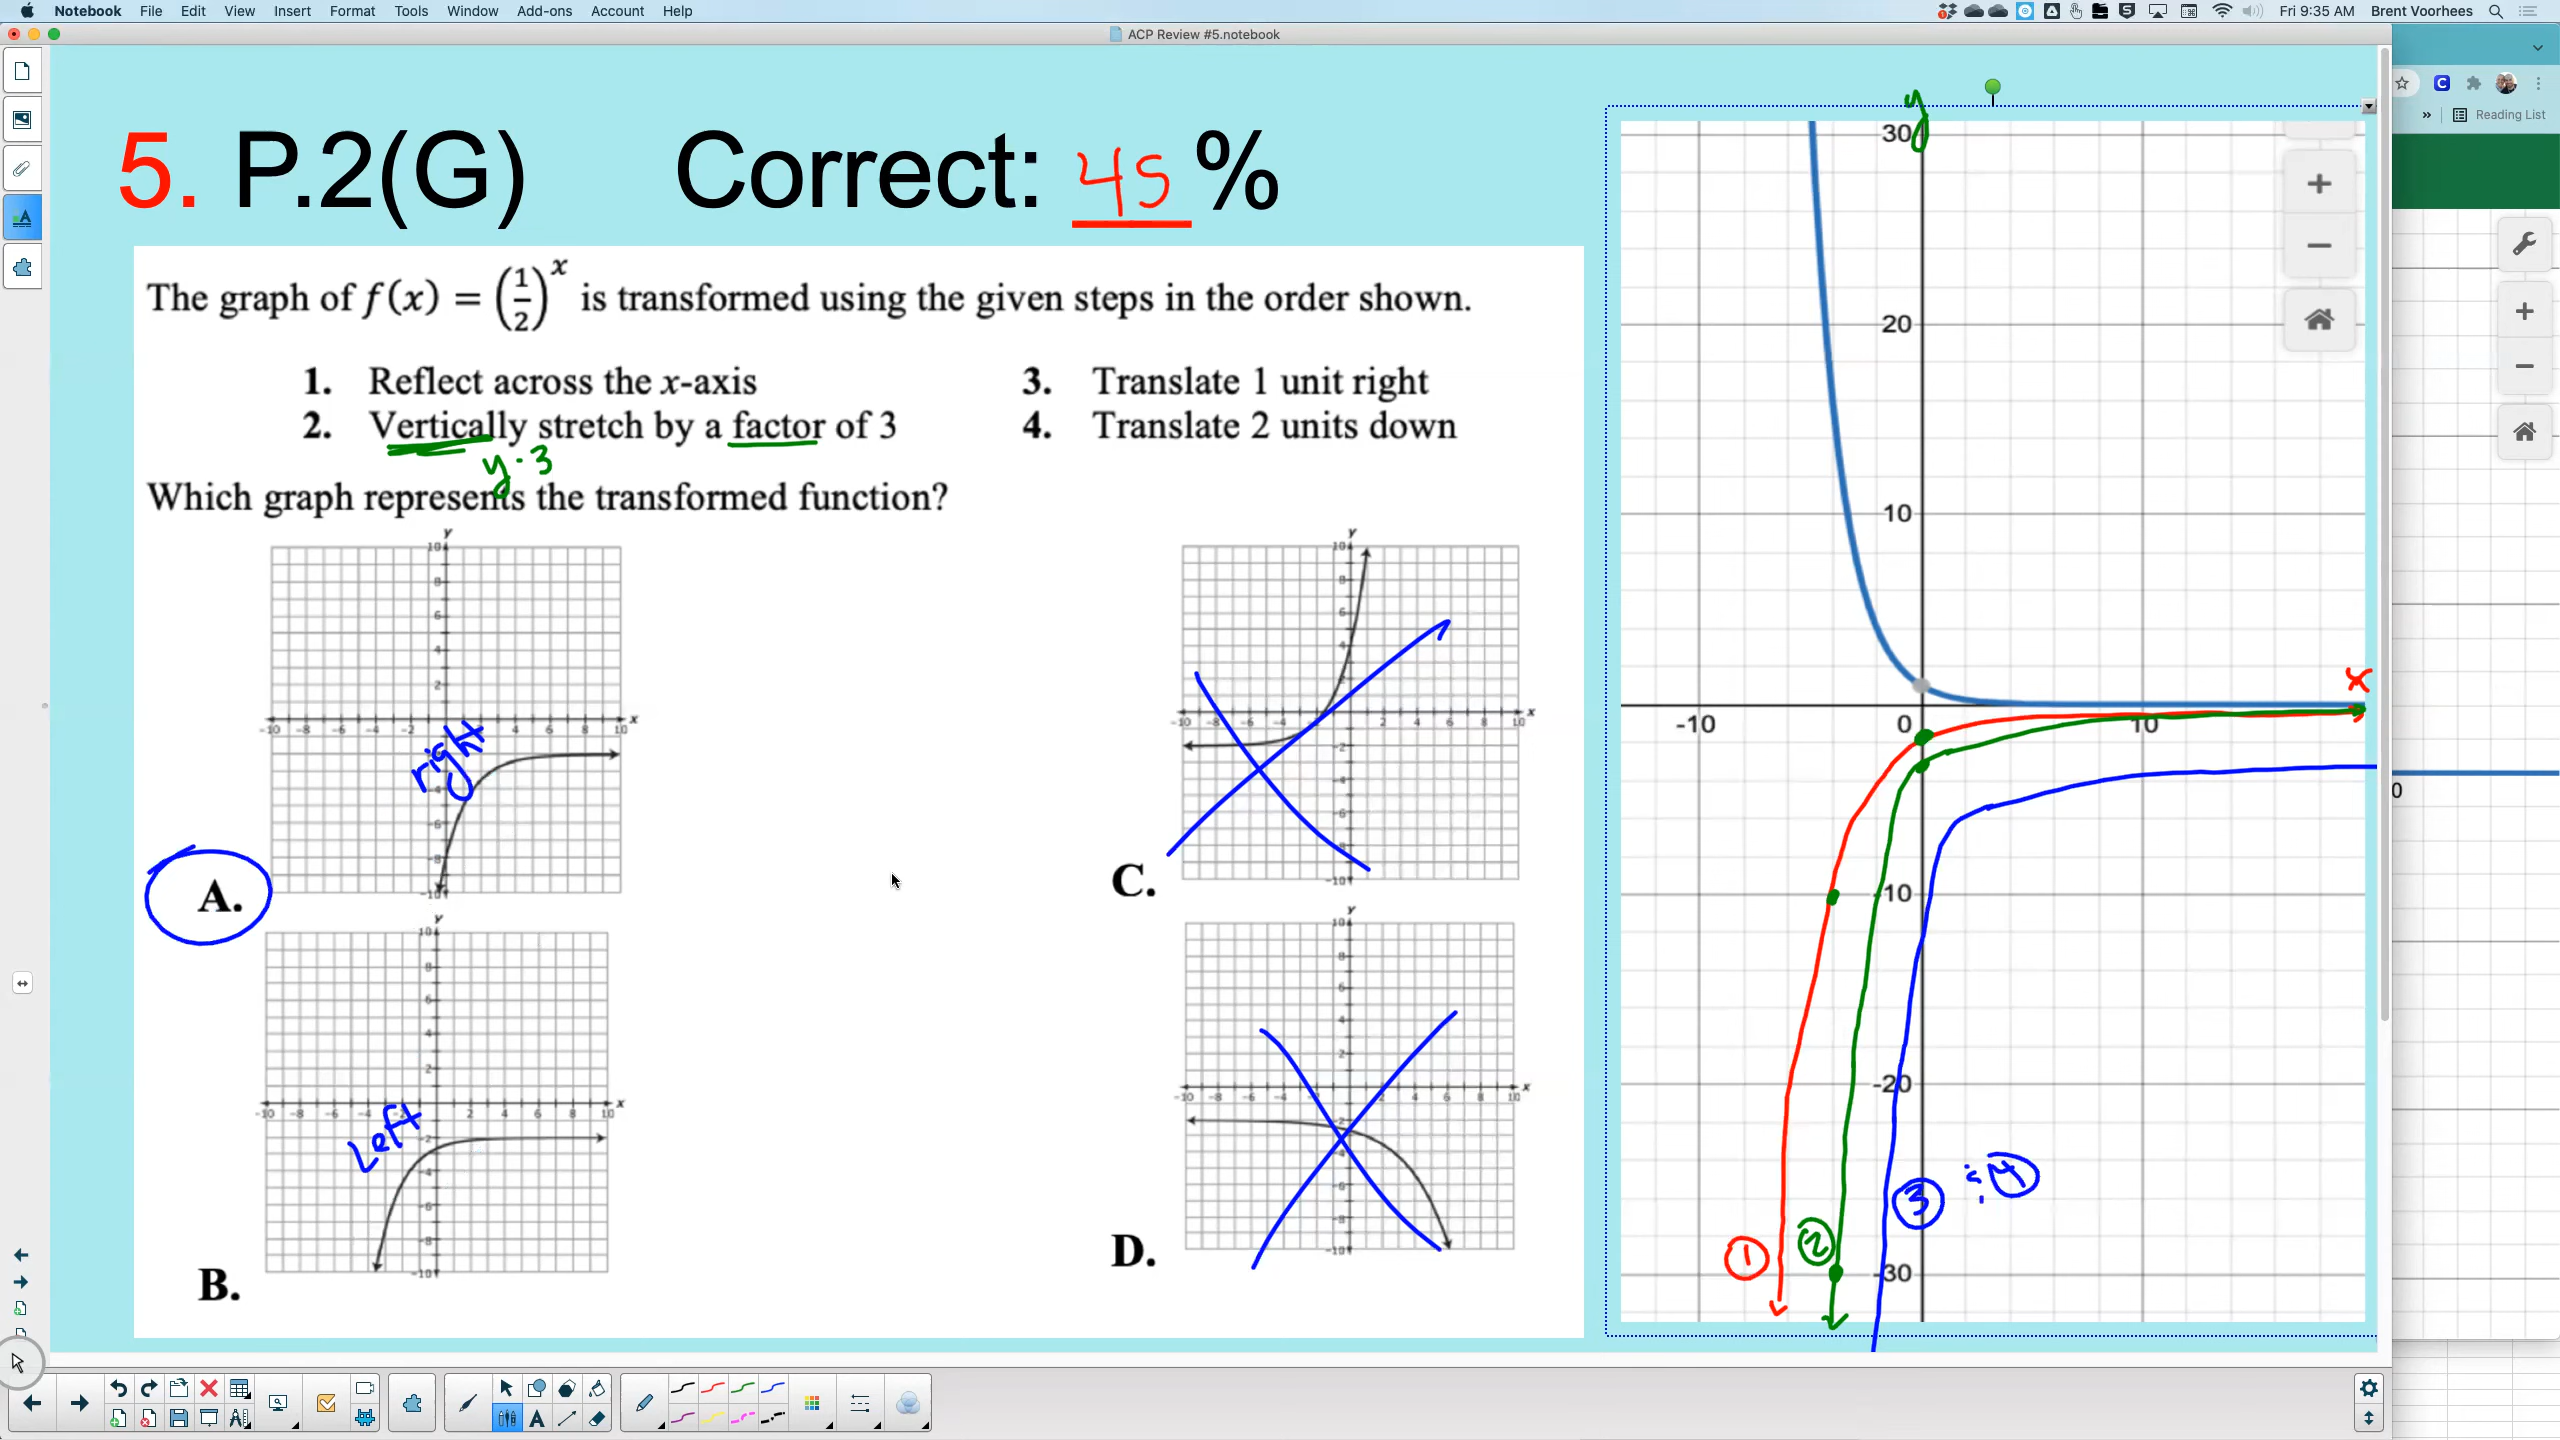 Notebook File Edit View Insert Format Tools Window Add-ons Account Help Fri 9:35 AM Brent Voorhees
ACP Review #5.notebook
Reading List
5. P.2(G) Correct: 45 %
The graph of f(x) = (1/2)^x is transformed using the given steps in the order shown.
1. Reflect across the x-axis
2. Vertically stretch by a factor of 3
3. Translate 1 unit right
4. Translate 2 units down
y·3
Which graph represents the transformed function?
A.
right
B.
Left
C.
D.
y
30
20
10
-10 0 10
x
-10
-20
-30
1
2
3
4